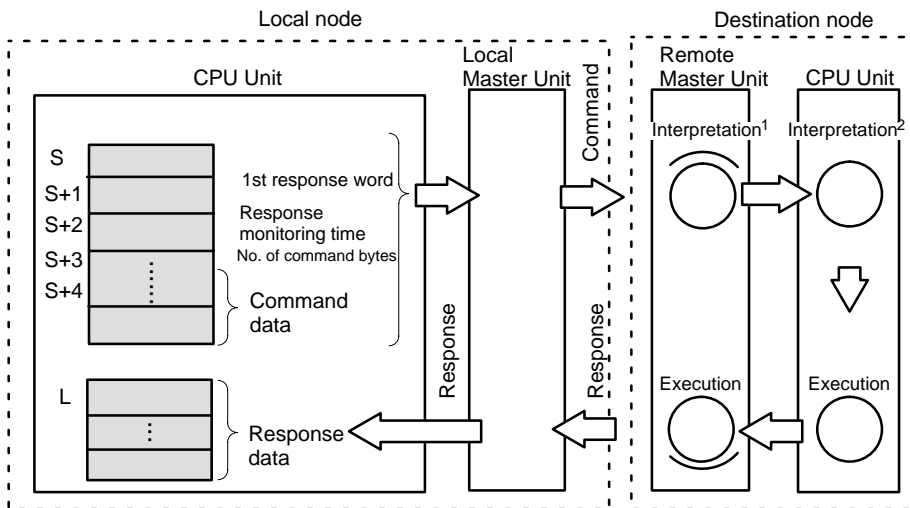 Local node
Destination node
CPU Unit
Local
Master Unit
Command
Remote
Master Unit
CPU Unit
Interpretation1
Interpretation2
S
S+1
S+2
S+3
S+4
1st response word
Response
monitoring time
No. of command bytes
Command
data
Response
Response
L
Response
data
Execution
Execution